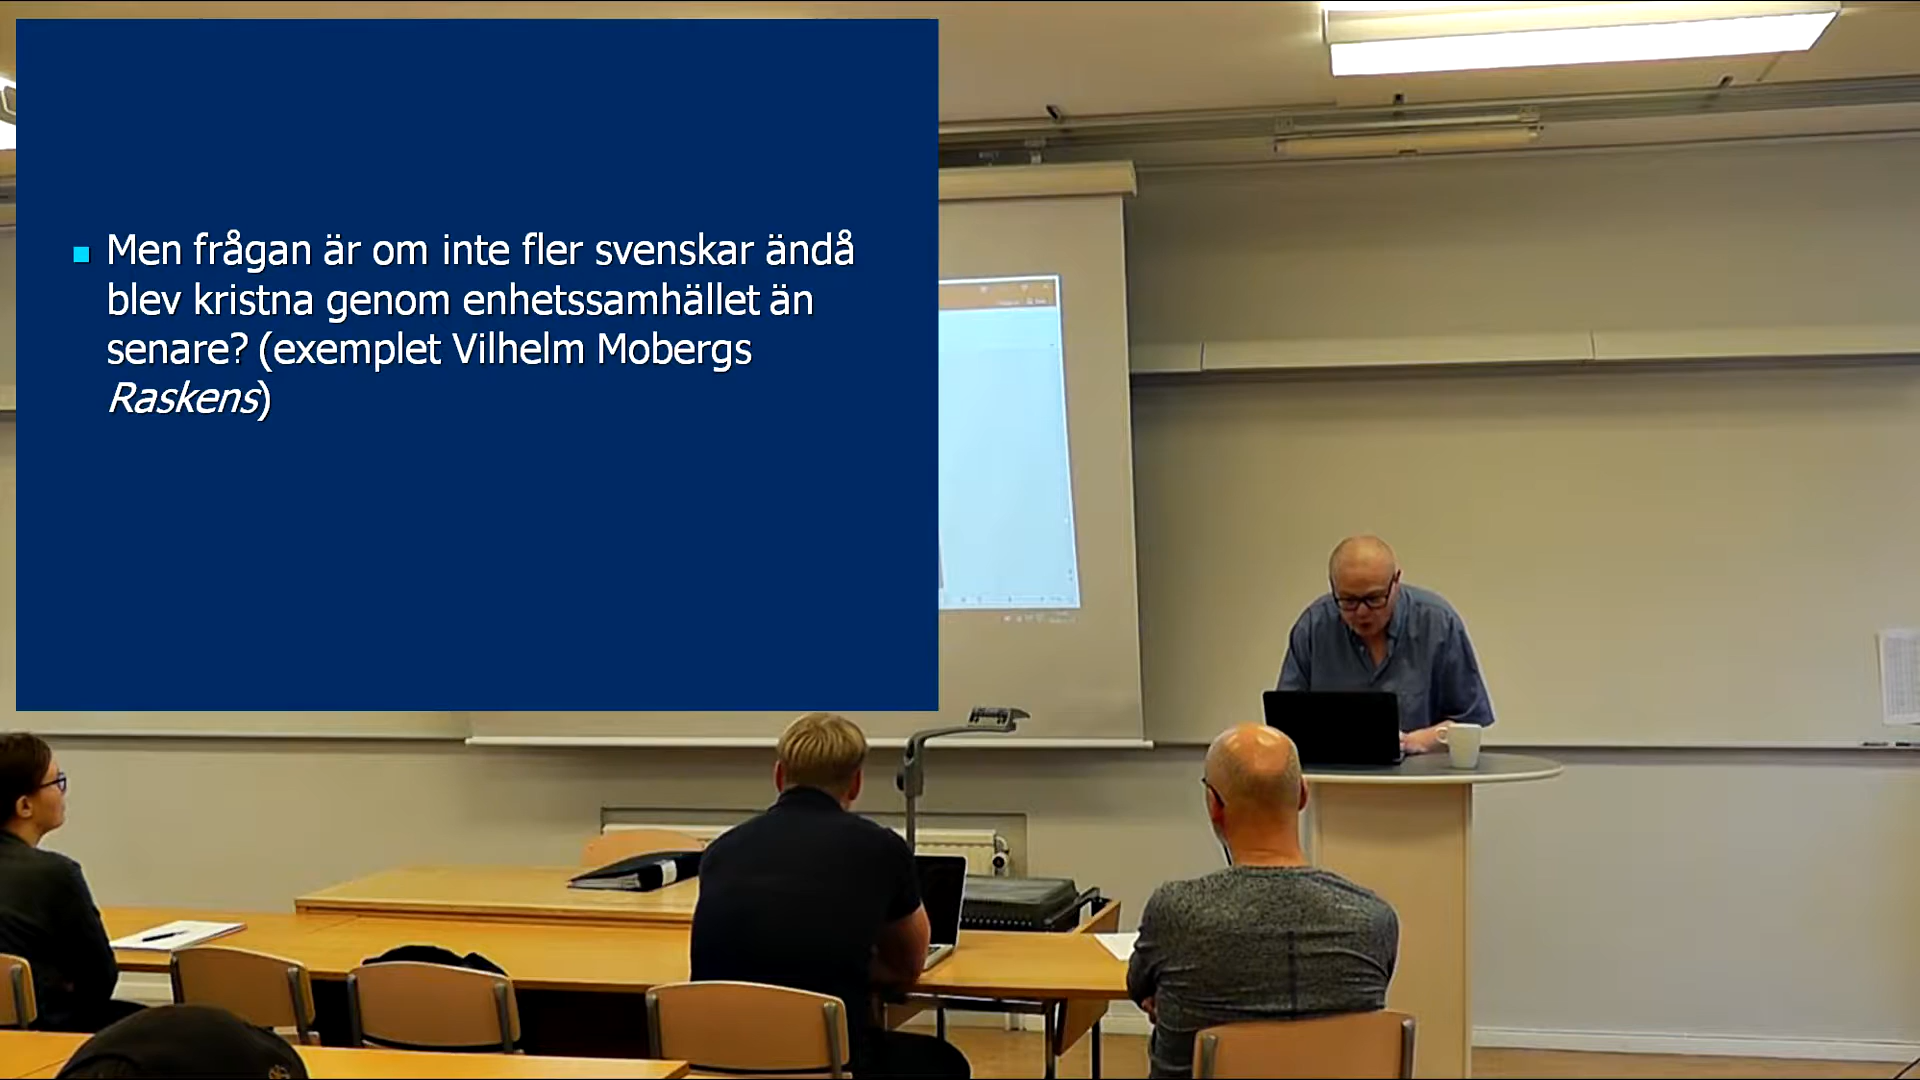 Men frågan är om inte fler svenskar ändå
blev kristna genom enhetssamhället än
senare? (exemplet Vilhelm Mobergs
Raskens)